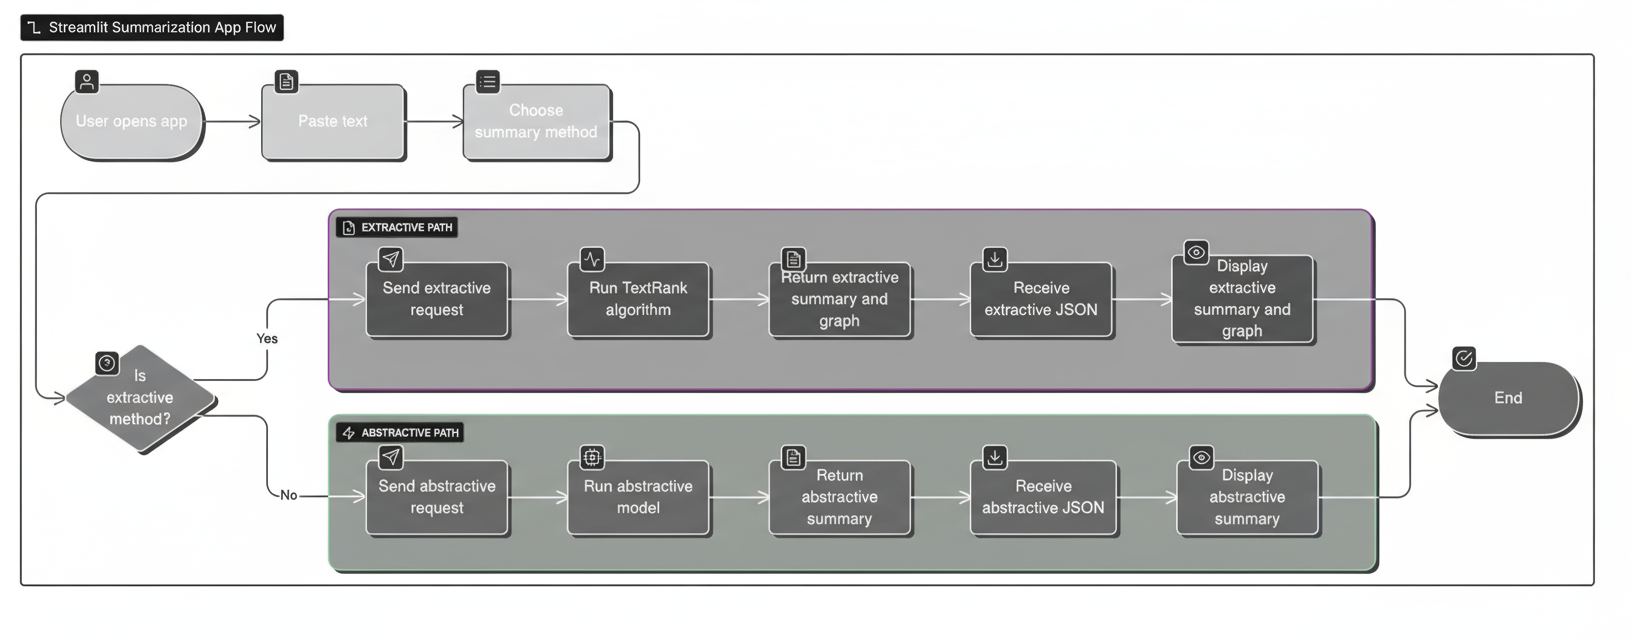 Streamlit Summarization App Flow
User opens app
Paste text
Choose
summary method
EXTRACTIVE PATH
Send extractive
request
Run TextRank
algorithm
Return extractive
summary and
graph
Receive
extractive JSON
Display
extractive
summary and
graph
Yes
Is
extractive
method?
End
No
ABSTRACTIVE PATH
Send abstractive
request
Run abstractive
model
Return
abstractive
summary
Receive
abstractive JSON
Display
abstractive
summary